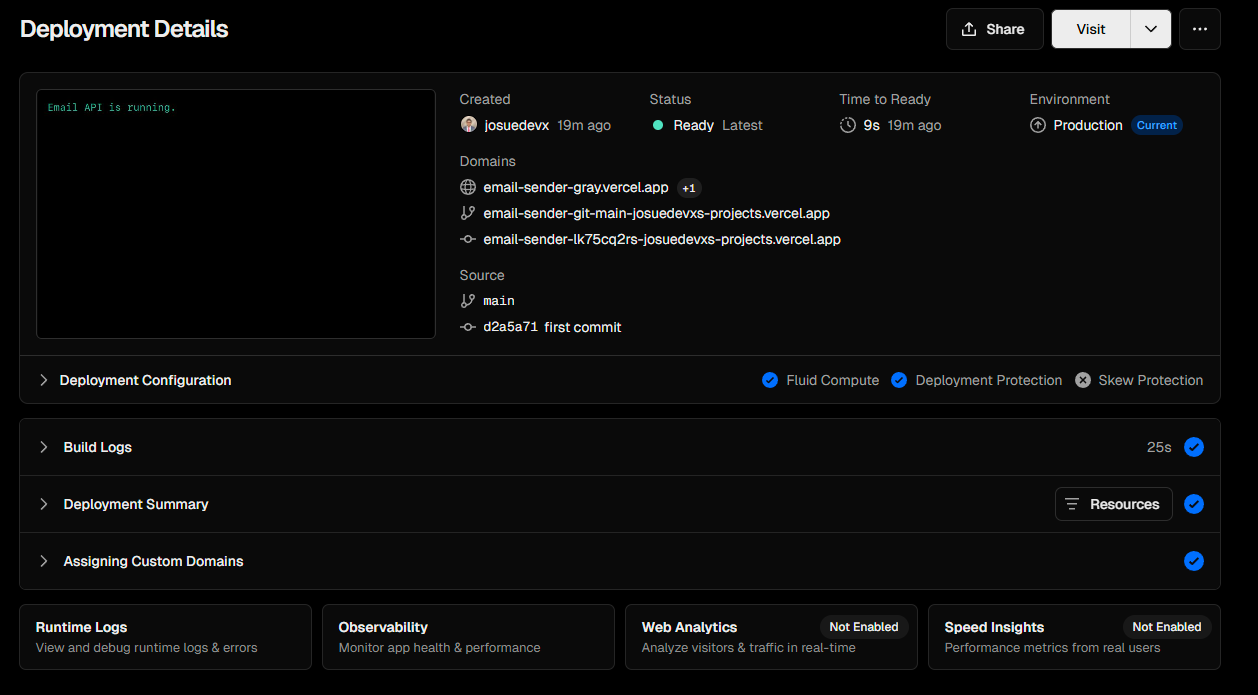 Deployment Details
Share
Visit
Email API is running.
Created
josuedevx 19m ago
Status
Ready Latest
Time to Ready
9s 19m ago
Environment
Production Current
Domains
email-sender-gray.vercel.app +1
email-sender-git-main-josuedevxs-projects.vercel.app
email-sender-lk75cq2rs-josuedevxs-projects.vercel.app
Source
main
d2a5a71 first commit
Deployment Configuration
Fluid Compute
Deployment Protection
Skew Protection
Build Logs
25s
Deployment Summary
Resources
Assigning Custom Domains
Runtime Logs
View and debug runtime logs & errors
Observability
Monitor app health & performance
Web Analytics
Not Enabled
Analyze visitors & traffic in real-time
Speed Insights
Not Enabled
Performance metrics from real users